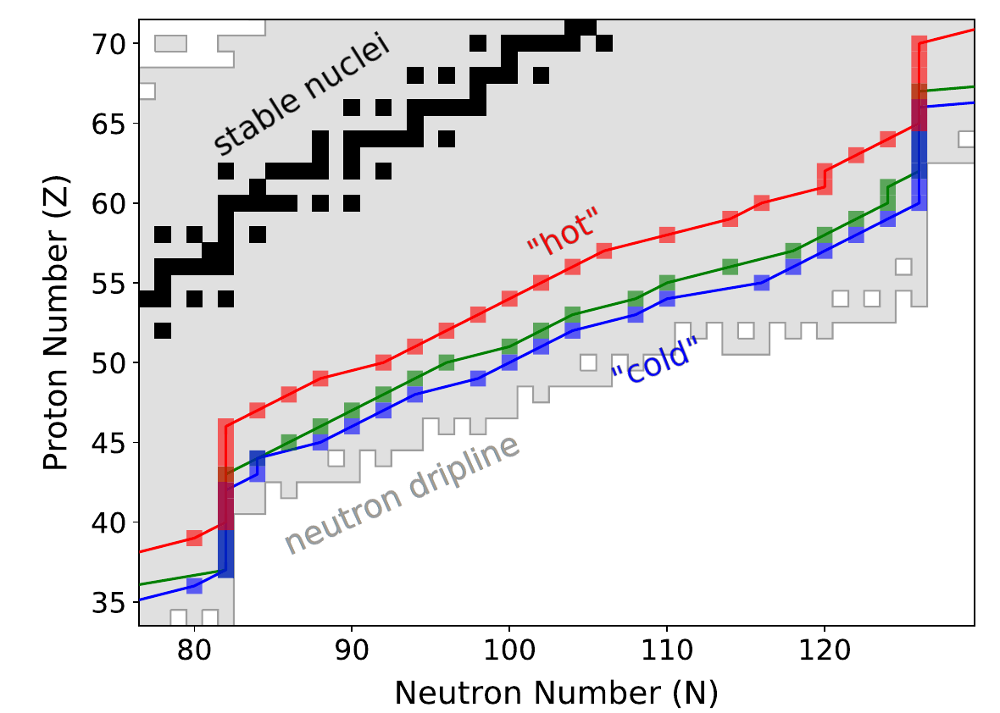 70
65
60
55
50
45
40
35
Proton Number (Z)
stable nuclei
"hot"
"cold"
neutron dripline
80
90
100
110
120
Neutron Number (N)